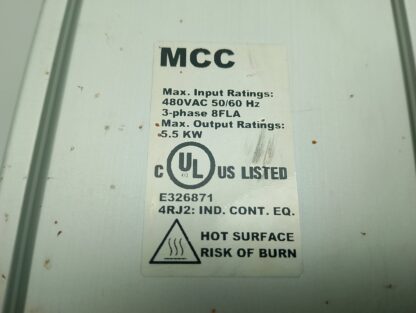 MCC
Max. Input Ratings:
480VAC 50/60 Hz
3-phase 8FLA
Max. Output Ratings:
5.5 KW
C UL US LISTED
E326871
4RJ2: IND. CONT. EQ.
HOT SURFACE
RISK OF BURN